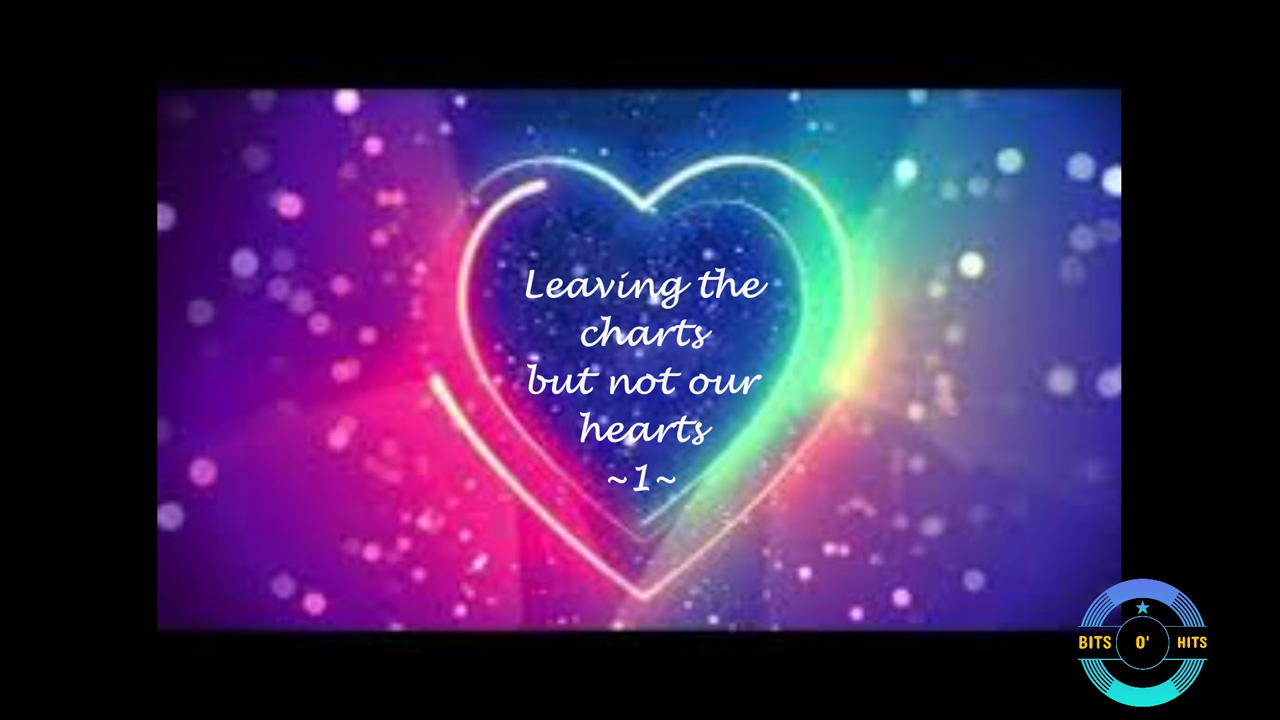 Leaving the
charts
but not our
hearts
~1~
BITS O' HITS